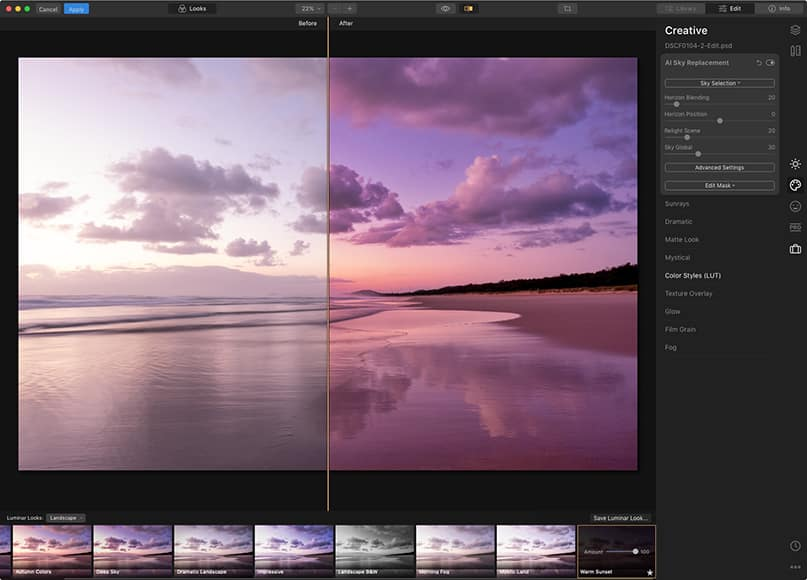 Cancel Apply Looks 22% Library Edit Info
Before After
Creative
DSCF0104-2-Edit.psd
AI Sky Replacement
Sky Selection
Horizon Blending 20
Horizon Position 0
Relight Scene 20
Sky Global 30
Advanced Settings
Edit Mask
Sunrays
Dramatic
Matte Look
Mystical
Color Styles (LUT)
Texture Overlay
Glow
Film Grain
Fog
PRO
Luminar Looks: Landscape Save Luminar Look...
Amount 100
Autumn Colors Deep Sky Dramatic Landscape Impressive Landscape B&W Morning Fog Mystic Land Warm Sunset